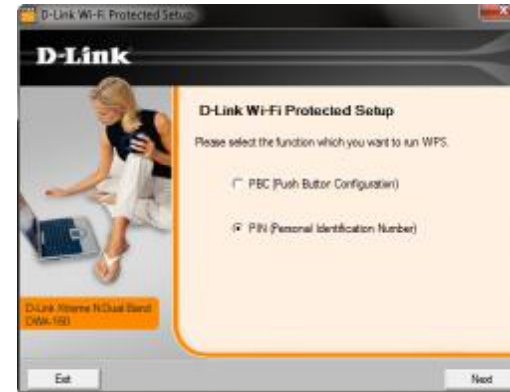 D-Link Wi-Fi Protected Setup
D-Link
D-Link Wi-Fi Protected Setup
Please select the function which you want to run WPS.
PBC (Push Button Configuration)
PIN (Personal Identification Number)
D-Link Xtreme N Dual Band
DWA-160
Exit
Next